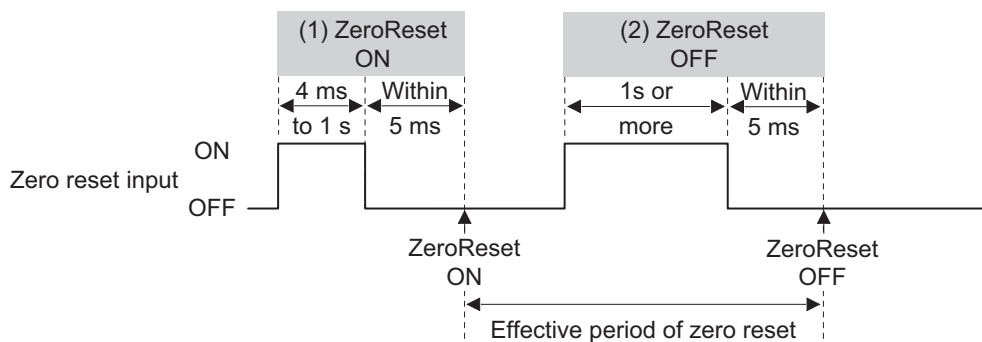 (1) ZeroReset
ON
(2) ZeroReset
OFF
4 ms
to 1 s
Within
5 ms
1s or
more
Within
5 ms
Zero reset input
ON
OFF
ZeroReset
ON
ZeroReset
OFF
Effective period of zero reset